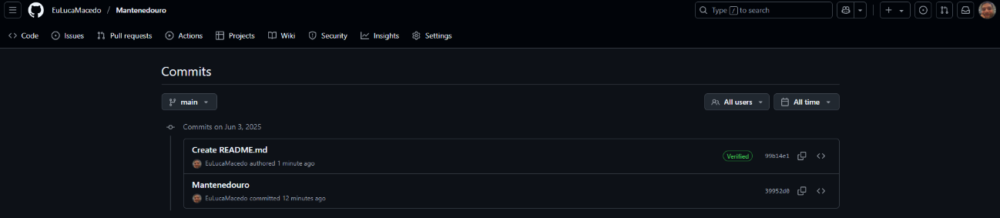 EuLucaMacedo / Mantenedouro
Type / to search
Code Issues Pull requests Actions Projects Wiki Security Insights Settings
Commits
main
All users All time
Commits on Jun 3, 2025
Create README.md
EuLucaMacedo authored 1 minute ago
Verified 99b14e1
Mantenedouro
EuLucaMacedo committed 12 minutes ago
39952d0